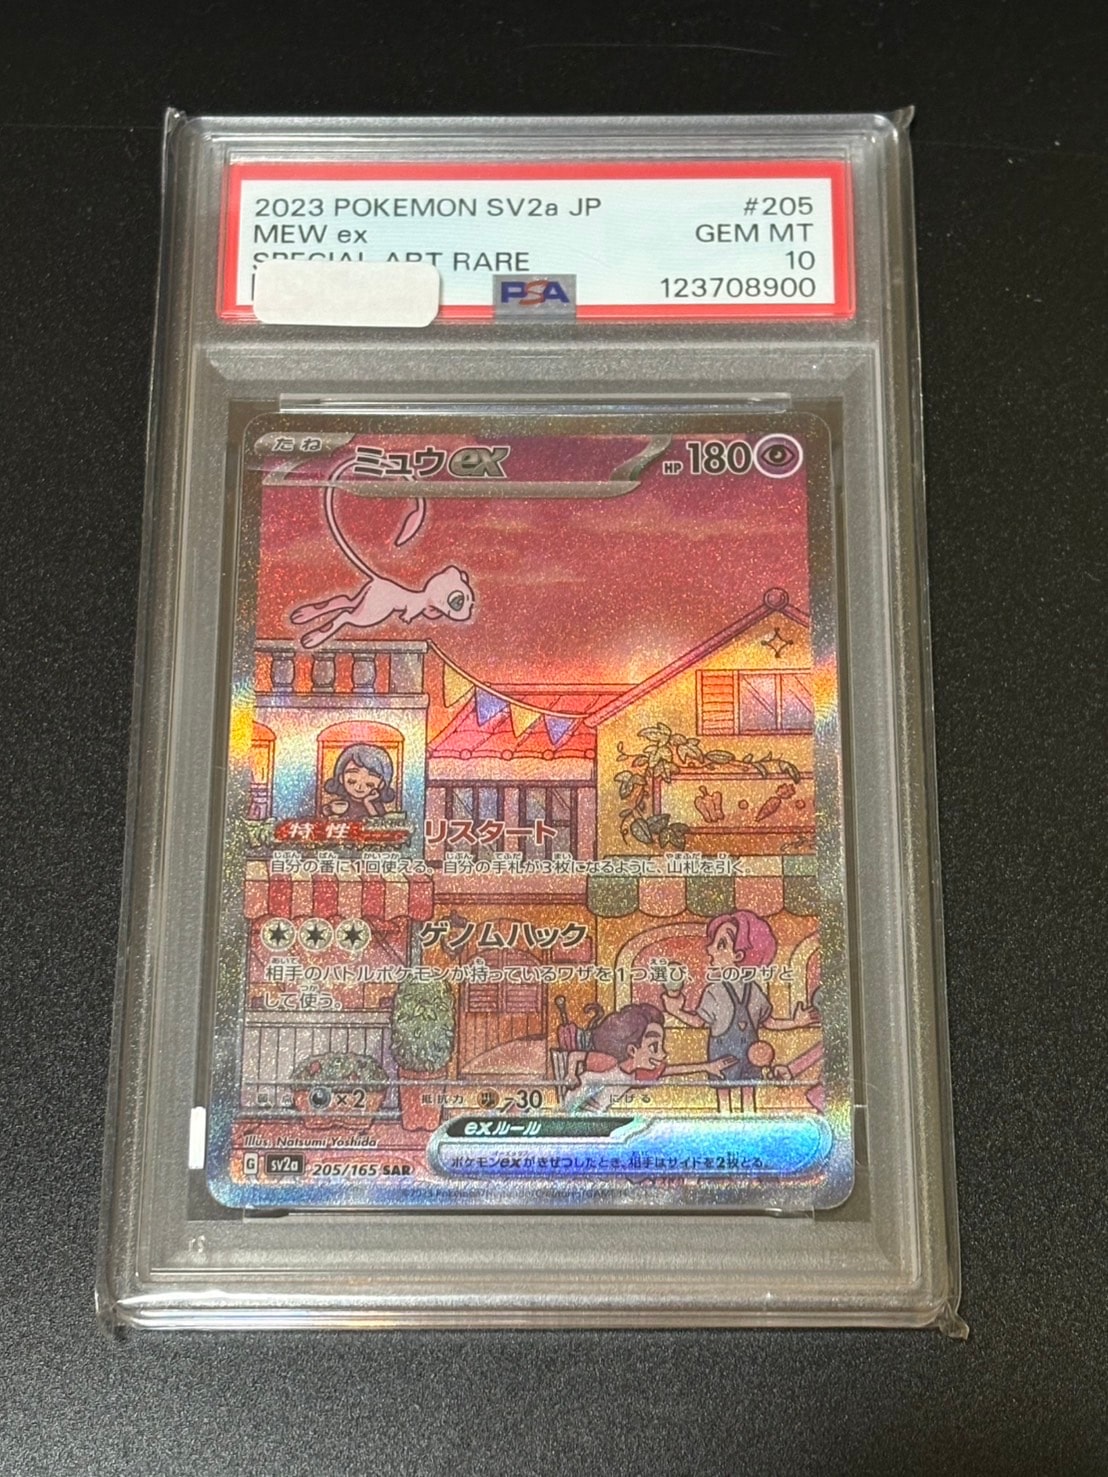 2023 POKEMON SV2a JP #205
MEW ex GEM MT
SPECIAL ART RARE 10
PSA 123708900
たね ミュウex HP 180
特性 リスタート
自分の番に1回使える。自分の手札が3枚になるように、山札を引く。
ゲノムハック
相手のバトルポケモンが持っているワザを1つ選び、このワザと
して使う。
弱点 ×2 抵抗力 -30 にげる
exルール
Illus. Natsumi Yoshida
ポケモンexがきぜつしたとき、相手はサイドを2枚とる。
G sv2a 205/165 SAR